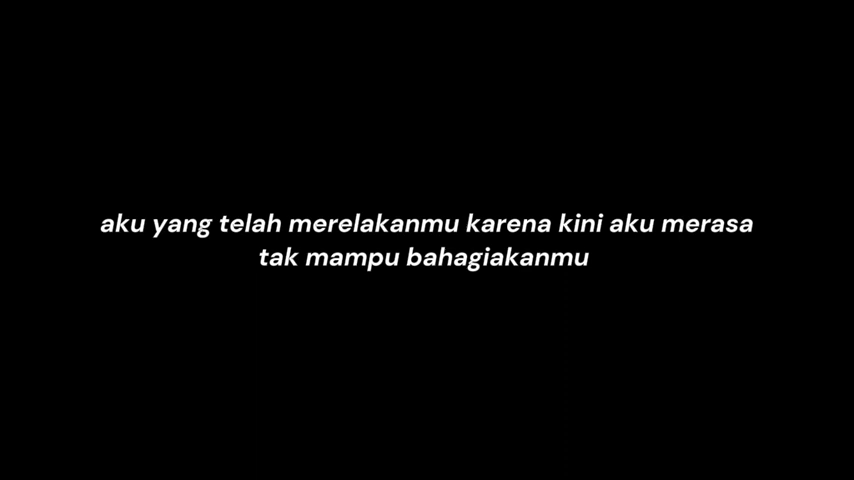 aku yang telah merelakanmu karena kini aku merasa
tak mampu bahagiakanmu